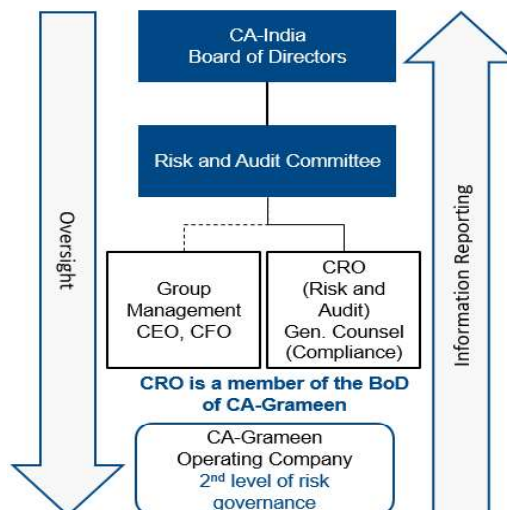 CA-India
Board of Directors
Risk and Audit Committee
Oversight
Information Reporting
Group
Management
CEO, CFO
CRO
(Risk and
Audit)
Gen. Counsel
(Compliance)
CRO is a member of the BoD
of CA-Grameen
CA-Grameen
Operating Company
2nd level of risk
governance